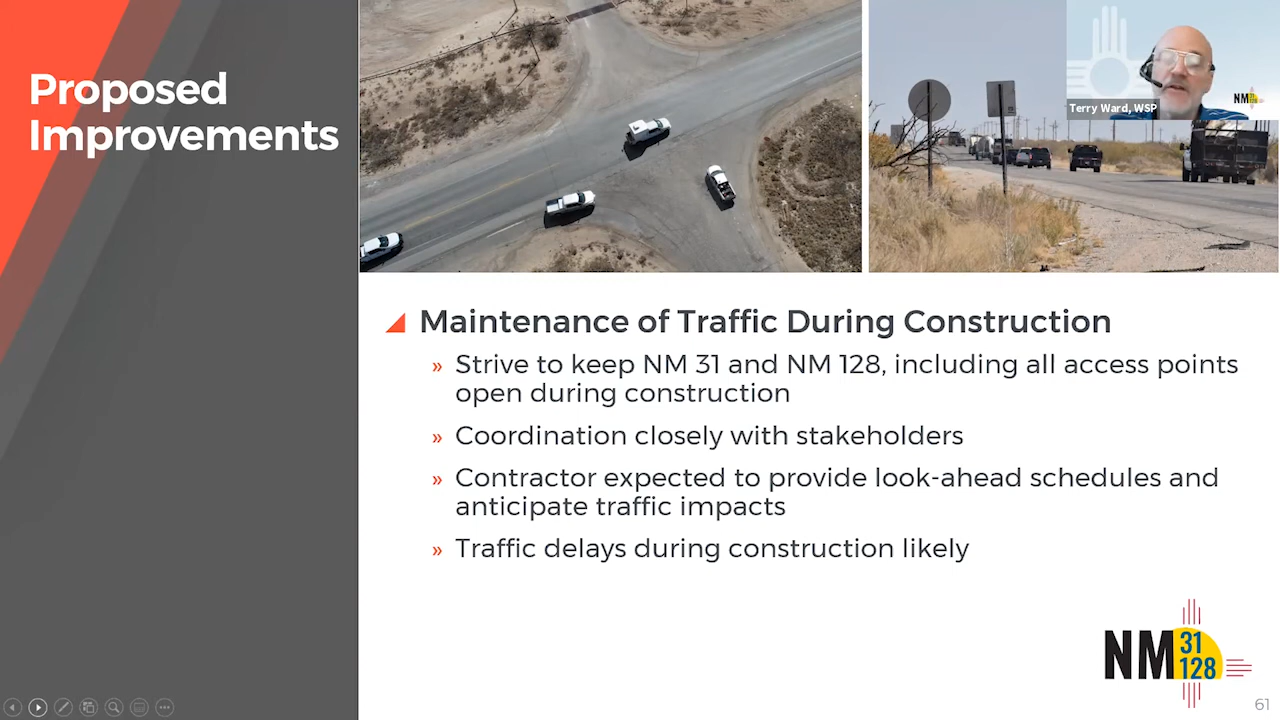 Proposed
Improvements
Terry Ward, WSP
NM
Maintenance of Traffic During Construction
» Strive to keep NM 31 and NM 128, including all access points
open during construction
» Coordination closely with stakeholders
» Contractor expected to provide look-ahead schedules and
anticipate traffic impacts
» Traffic delays during construction likely
NM 31
128
61